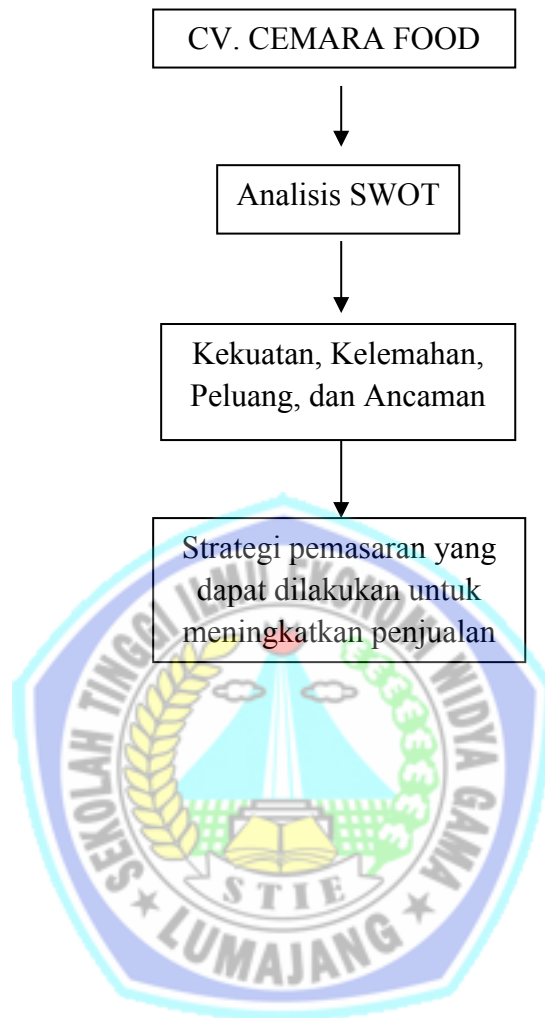 CV. CEMARA FOOD
Analisis SWOT
Kekuatan, Kelemahan,
Peluang, dan Ancaman
Strategi pemasaran yang
dapat dilakukan untuk
meningkatkan penjualan
SEKOLAH TINGGI ILMU EKONOMI WIDYA GAMA
STIE
LUMAJANG